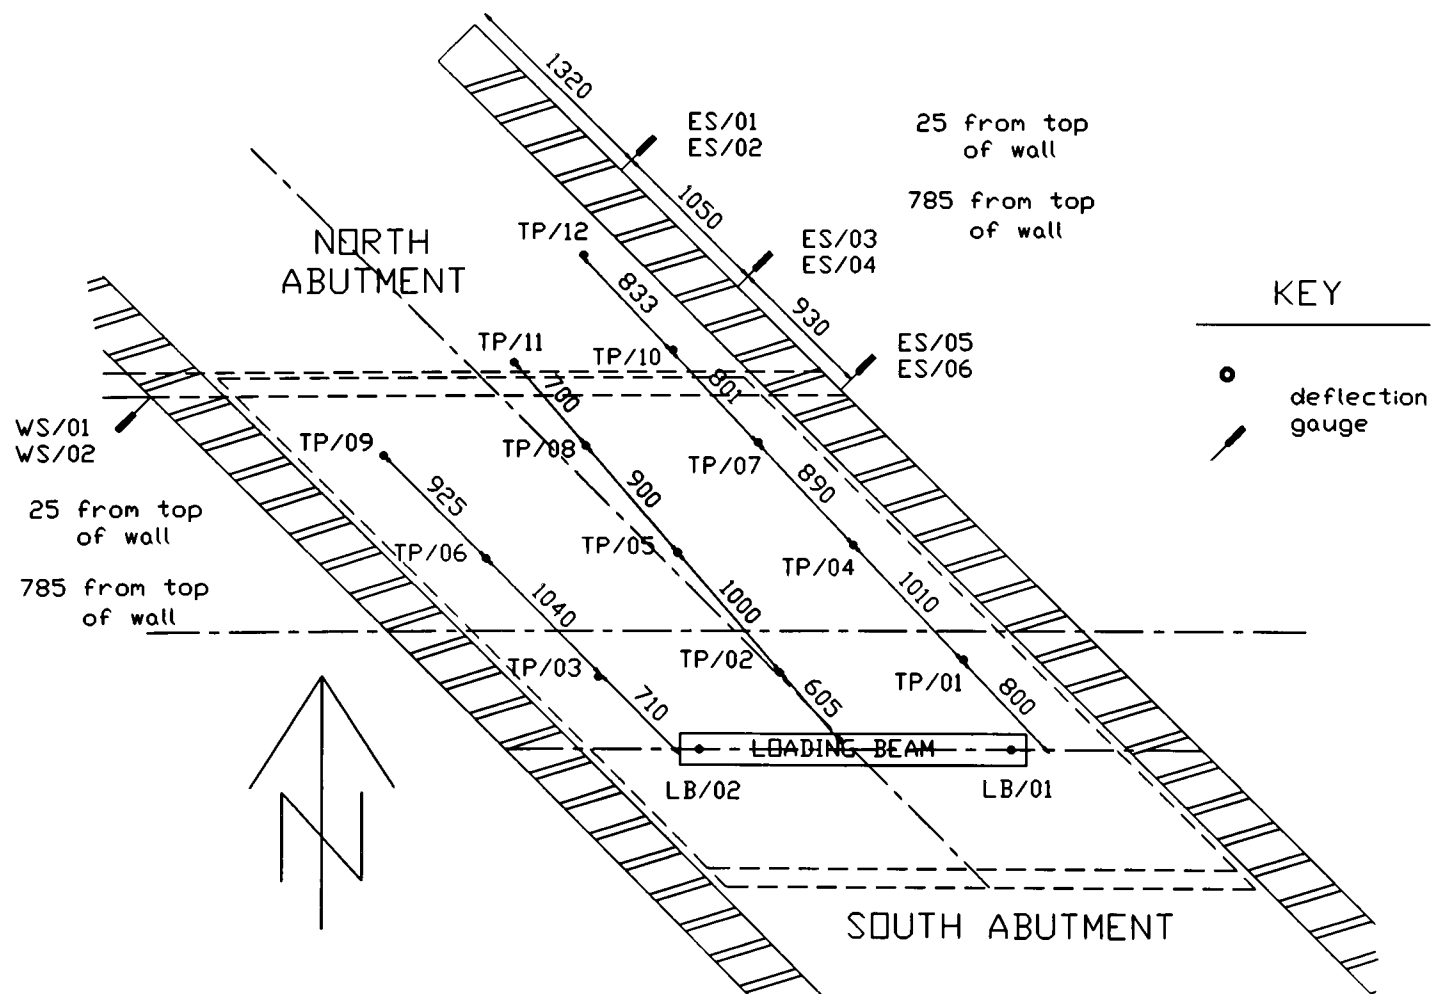 1320
ES/01
ES/02
25 from top
of wall
1050
785 from top
of wall
TP/12
NORTH
ABUTMENT
ES/03
ES/04
833
930
KEY
TP/11
TP/10
ES/05
ES/06
700
801
deflection
gauge
WS/01
WS/02
TP/09
TP/08
TP/07
925
900
890
25 from top
of wall
TP/06
TP/05
TP/04
785 from top
of wall
1040
1000
1010
TP/03
TP/02
TP/01
710
605
800
LOADING BEAM
LB/02
LB/01
N
SOUTH ABUTMENT